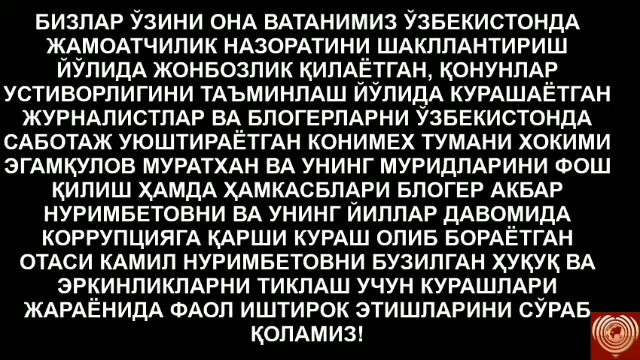 БИЗЛАР ЎЗИНИ ОНА ВАТАНИМИЗ ЎЗБЕКИСТОНДА
ЖАМОАТЧИЛИК НАЗОРАТИНИ ШАКЛЛАНТИРИШ
ЙЎЛИДА ЖОНБОЗЛИК ҚИЛАЁТГАН, ҚОНУНЛАР
УСТИВОРЛИГИНИ ТАЪМИНЛАШ ЙЎЛИДА КУРАШАЁТГАН
ЖУРНАЛИСТЛАР ВА БЛОГЕРЛАРНИ ЎЗБЕКИСТОНДА
САБОТАЖ УЮШТИРАЁТГАН КОНИМЕХ ТУМАНИ ХОКИМИ
ЭГАМҚУЛОВ МУРАТХАН ВА УНИНГ МУРИДЛАРИНИ ФОШ
ҚИЛИШ ҲАМДА ҲАМКАСБЛАРИ БЛОГЕР АКБАР
НУРИМБЕТОВНИ ВА УНИНГ ЙИЛЛАР ДАВОМИДА
КОРРУПЦИЯГА ҚАРШИ КУРАШ ОЛИБ БОРАЁТГАН
ОТАСИ КАМИЛ НУРИМБЕТОВНИ БУЗИЛГАН ҲУҚУҚ ВА
ЭРКИНЛИКЛАРНИ ТИКЛАШ УЧУН КУРАШЛАРИ
ЖАРАЁНИДА ФАОЛ ИШТИРОК ЭТИШЛАРИНИ СЎРАБ
ҚОЛАМИЗ!